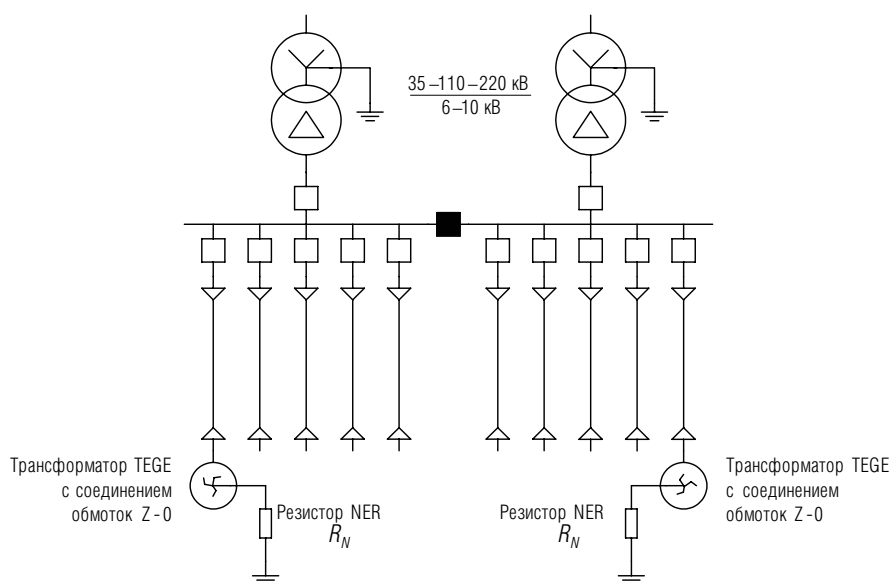 35–110–220 кВ
6–10 кВ
Трансформатор TEGE
с соединением
обмоток Z-0
Резистор NER
R_N
Резистор NER
R_N
Трансформатор TEGE
с соединением
обмоток Z-0